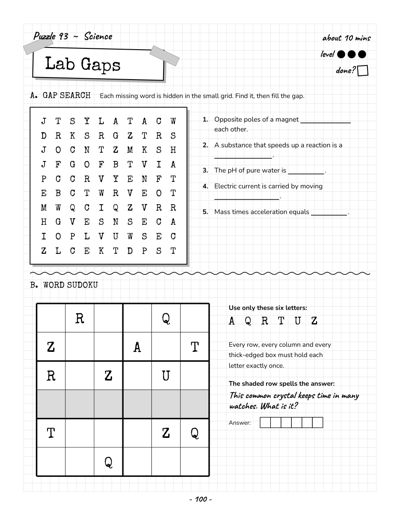 Puzzle 93 ~ Science
about 10 mins
level
done?
Lab Gaps
A. GAP SEARCH Each missing word is hidden in the small grid. Find it, then fill the gap.
J T S Y L A T A C W
D R K S R G Z T R S
J O C N T Z M K S H
J F G O F B T V I A
P C C R V Y E N F T
E B C T W R V E O T
M W Q C I Q Z V R R
H G V E S N S E C A
I O P L V U W S E C
Z L C E K T D P S T
1. Opposite poles of a magnet ____________
each other.
2. A substance that speeds up reaction is a
____________.
3. The pH of pure water is ________.
4. Electric current is carried by moving
____________.
5. Mass times acceleration equals ________.
B. WORD SUDOKU
R Q
Z A T
R Z U
T Z Q
Q
Use only these six letters:
A Q R T U Z
Every row, every column and every
thick-edged box must hold each
letter exactly once.
The shaded row spells the answer:
This common crystal keeps time in many
watches. What is it?
Answer:
- 100 -